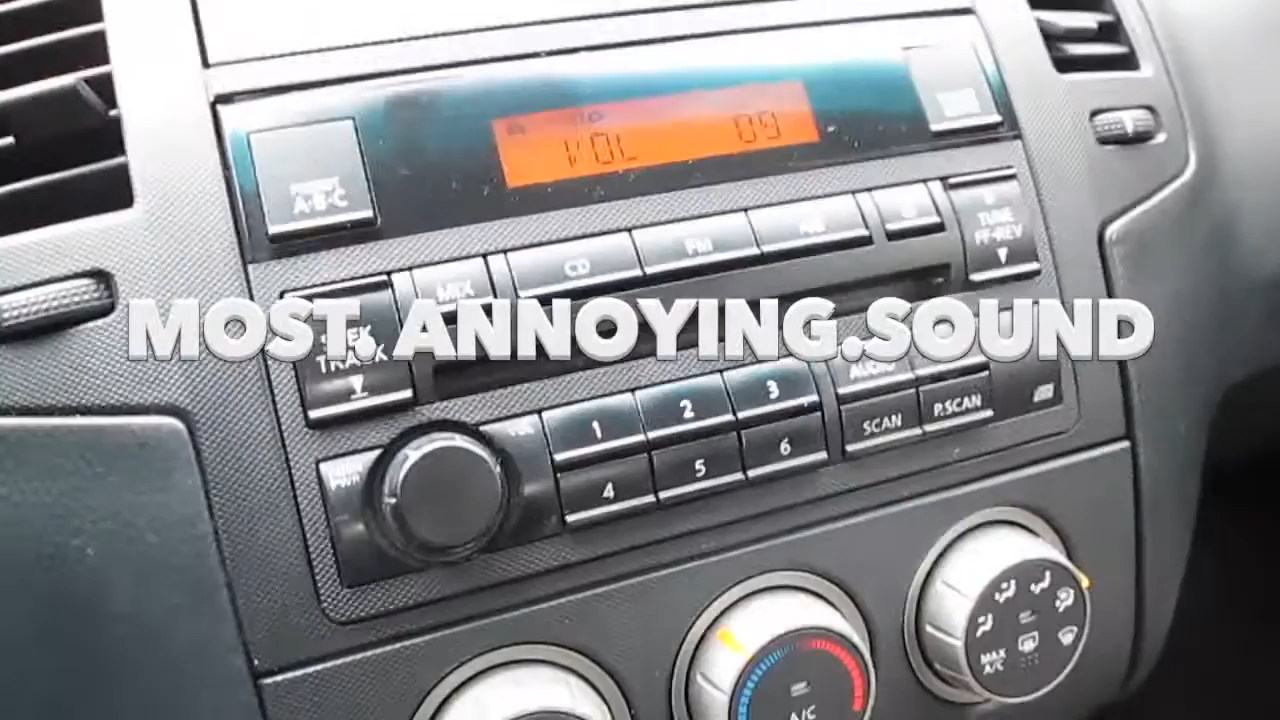 VOL 09
A·B·C
TUNE
FF·REV
CD
FM
MIX
MOST ANNOYING.SOUND
SEEK
TRACK
AUDIO
1 2 3
SCAN P.SCAN
4 5 6
PWR
MAX
A/C
A/C